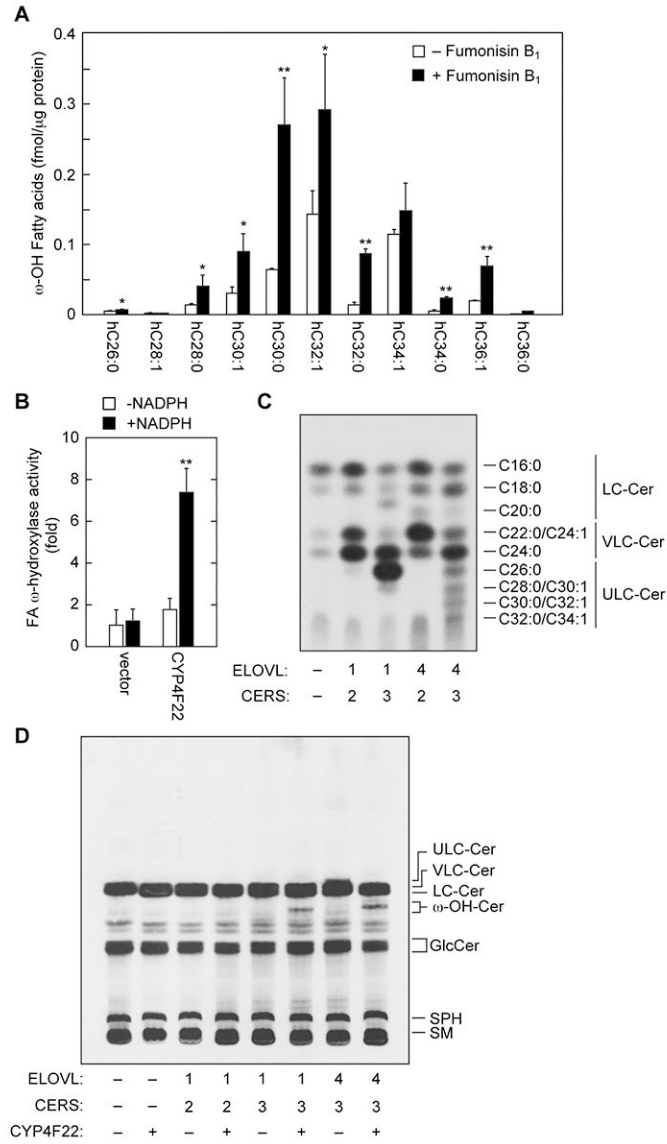 A
ω-OH Fatty acids (fmol/μg protein)
0.4
0.3
0.2
0.1
0
– Fumonisin B₁
+ Fumonisin B₁
* * * ** * ** ** **
hC26:0 hC28:1 hC28:0 hC30:1 hC30:0 hC32:1 hC32:0 hC34:1 hC34:0 hC36:1 hC36:0
B
-NADPH
+NADPH
FA ω-hydroxylase activity
(fold)
10
8
6
4
2
0
**
vector CYP4F22
C
C16:0
C18:0
C20:0
C22:0/C24:1
C24:0
C26:0
C28:0/C30:1
C30:0/C32:1
C32:0/C34:1
LC-Cer
VLC-Cer
ULC-Cer
ELOVL: – 1 1 4 4
CERS: – 2 3 2 3
D
ULC-Cer
VLC-Cer
LC-Cer
ω-OH-Cer
GlcCer
SPH
SM
ELOVL: – – 1 1 1 1 4 4
CERS: – – 2 2 3 3 3 3
CYP4F22: + + + +